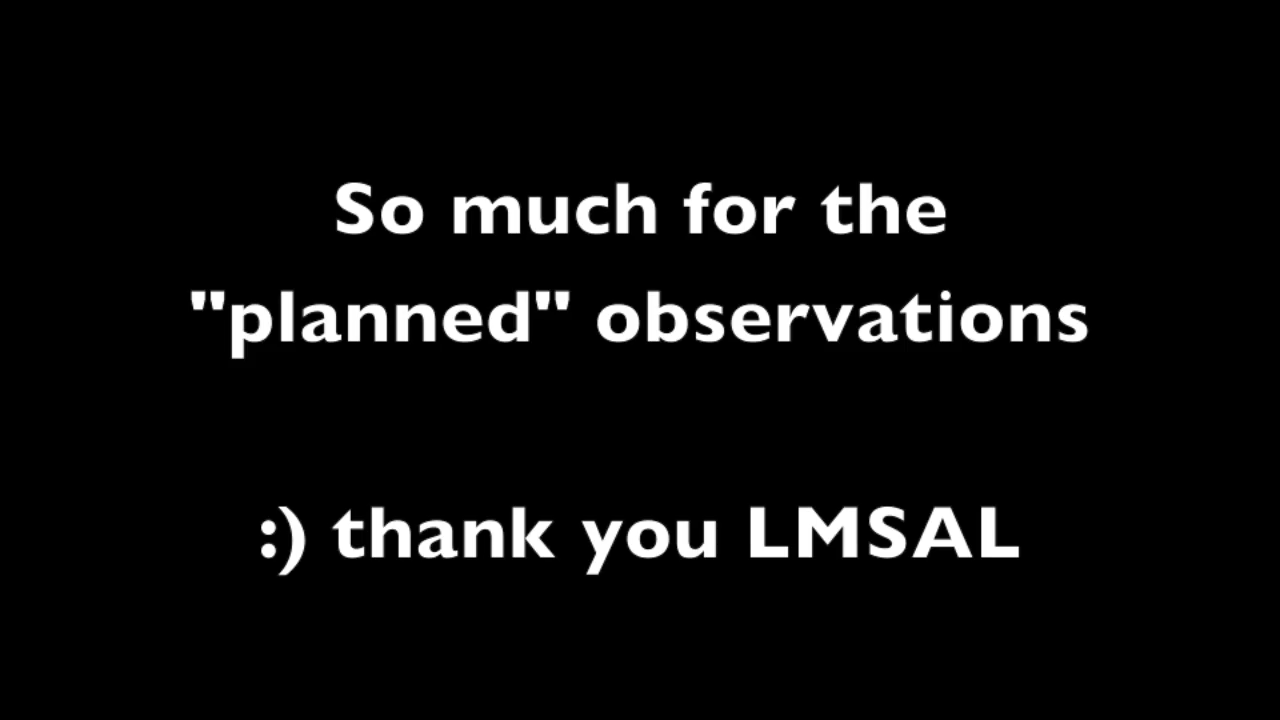 So much for the
"planned" observations
:) thank you LMSAL